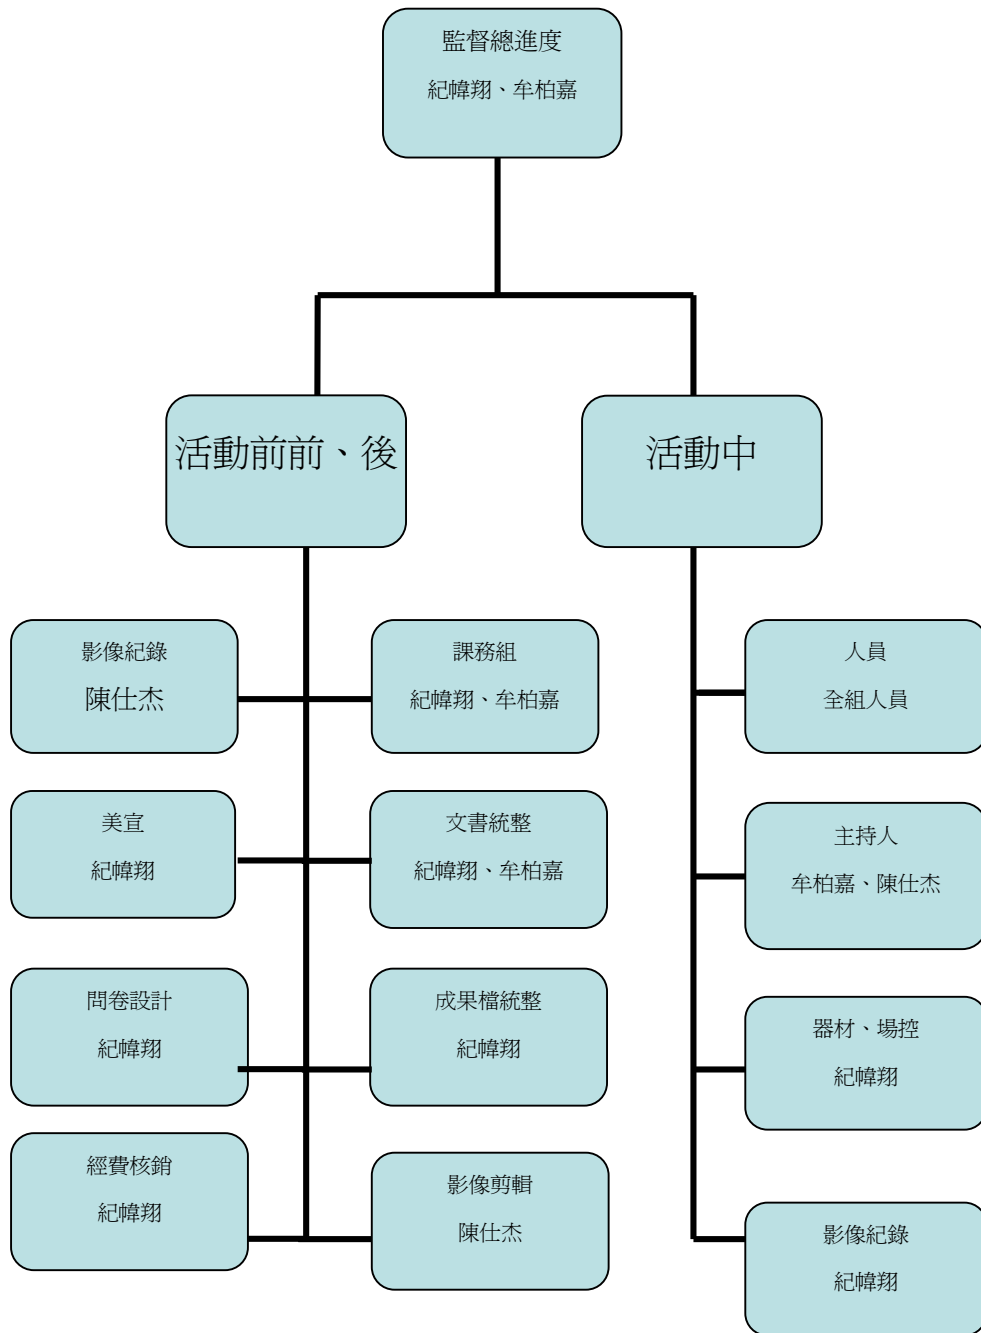 監督總進度
紀幃翔、牟柏嘉
活動前前、後
活動中
影像紀錄
陳仕杰
課務組
紀幃翔、牟柏嘉
人員
全組人員
美宣
紀幃翔
文書統整
紀幃翔、牟柏嘉
主持人
牟柏嘉、陳仕杰
問卷設計
紀幃翔
成果檔統整
紀幃翔
器材、場控
紀幃翔
經費核銷
紀幃翔
影像剪輯
陳仕杰
影像紀錄
紀幃翔